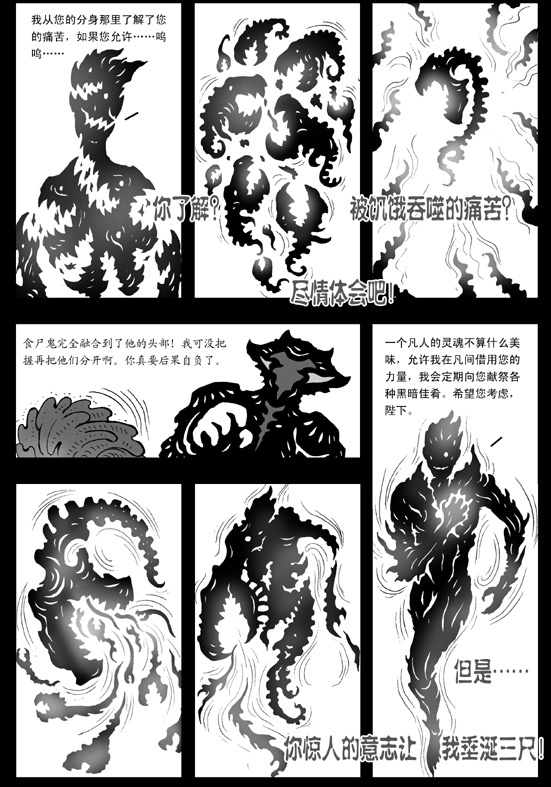 我从您的分身那里了解了您
的痛苦，如果您允许……呜
呜……
你了解？
被饥饿吞噬的痛苦？
尽情体会吧！
食尸鬼完全融合到了他的头部！我可没把
握再把他们分开啊。你真要后果自负了。
一个凡人的灵魂不算什么美
味，允许我在凡间借用您的
力量，我会定期向您献祭各
种黑暗佳肴。希望您考虑，
陛下。
但是……
你惊人的意志让
我垂涎三尺！